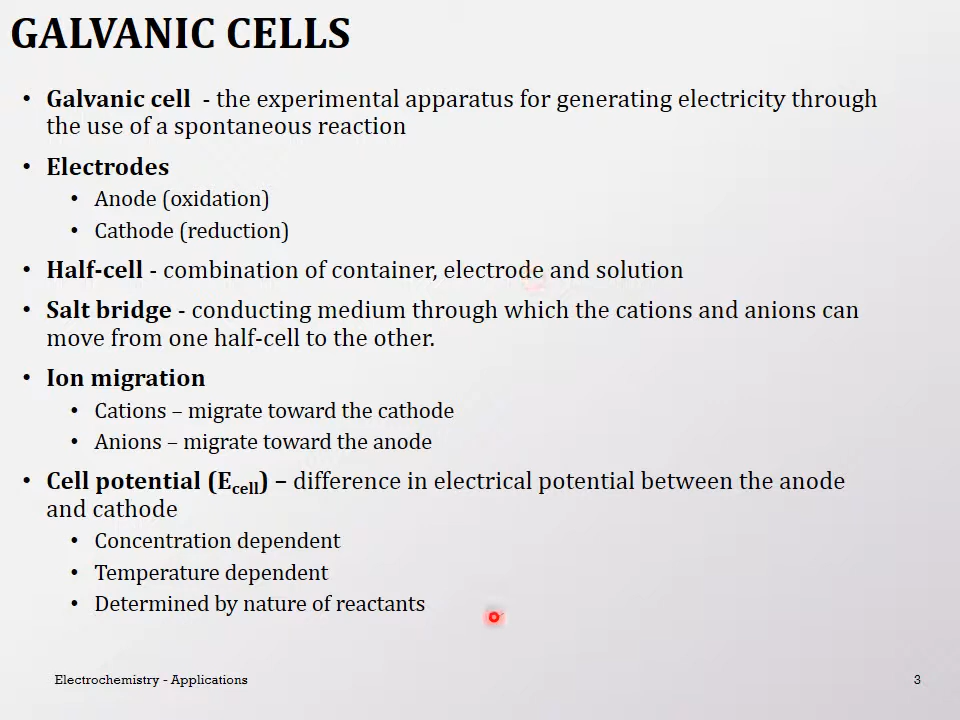 GALVANIC CELLS
• Galvanic cell - the experimental apparatus for generating electricity through
the use of a spontaneous reaction
• Electrodes
• Anode (oxidation)
• Cathode (reduction)
• Half-cell - combination of container, electrode and solution
• Salt bridge - conducting medium through which the cations and anions can
move from one half-cell to the other.
• Ion migration
• Cations – migrate toward the cathode
• Anions – migrate toward the anode
• Cell potential (Ecell) – difference in electrical potential between the anode
and cathode
• Concentration dependent
• Temperature dependent
• Determined by nature of reactants
Electrochemistry - Applications 3